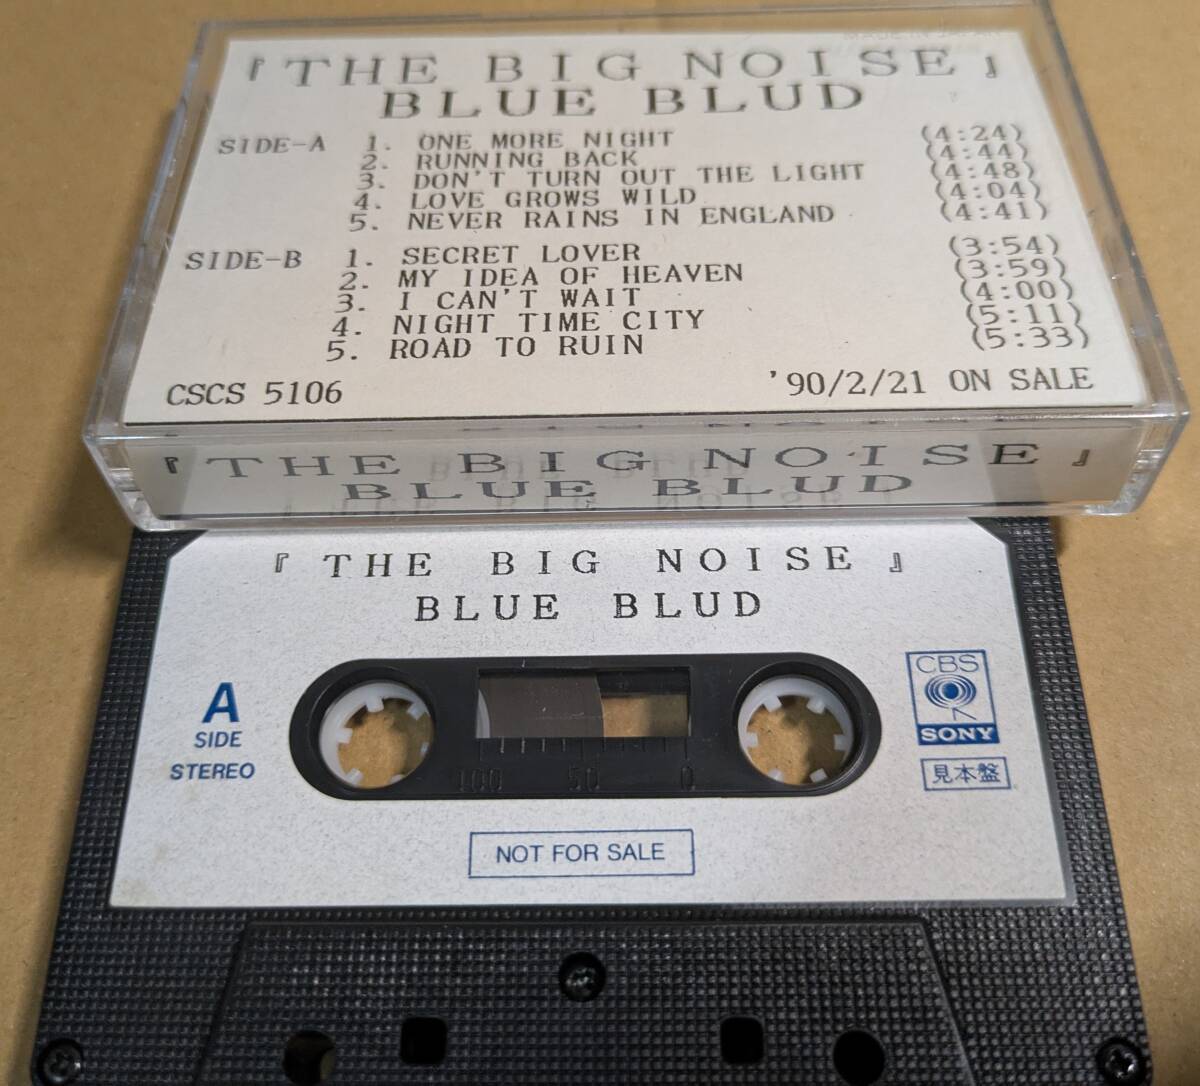 MADE IN JAPAN
『THE BIG NOISE』
BLUE BLUD
SIDE-A 1. ONE MORE NIGHT (4:24)
2. RUNNING BACK (4:44)
3. DON'T TURN OUT THE LIGHT (4:48)
4. LOVE GROWS WILD (4:04)
5. NEVER RAINS IN ENGLAND (4:41)
SIDE-B 1. SECRET LOVER (3:54)
2. MY IDEA OF HEAVEN (3:59)
3. I CAN'T WAIT (4:00)
4. NIGHT TIME CITY (5:11)
5. ROAD TO RUIN (5:33)
CSCS 5106 '90/2/21 ON SALE
『THE BIG NOISE』
BLUE BLUD
『THE BIG NOISE』
BLUE BLUD
A
SIDE
STEREO
100 50 0
CBS
SONY
見本盤
NOT FOR SALE